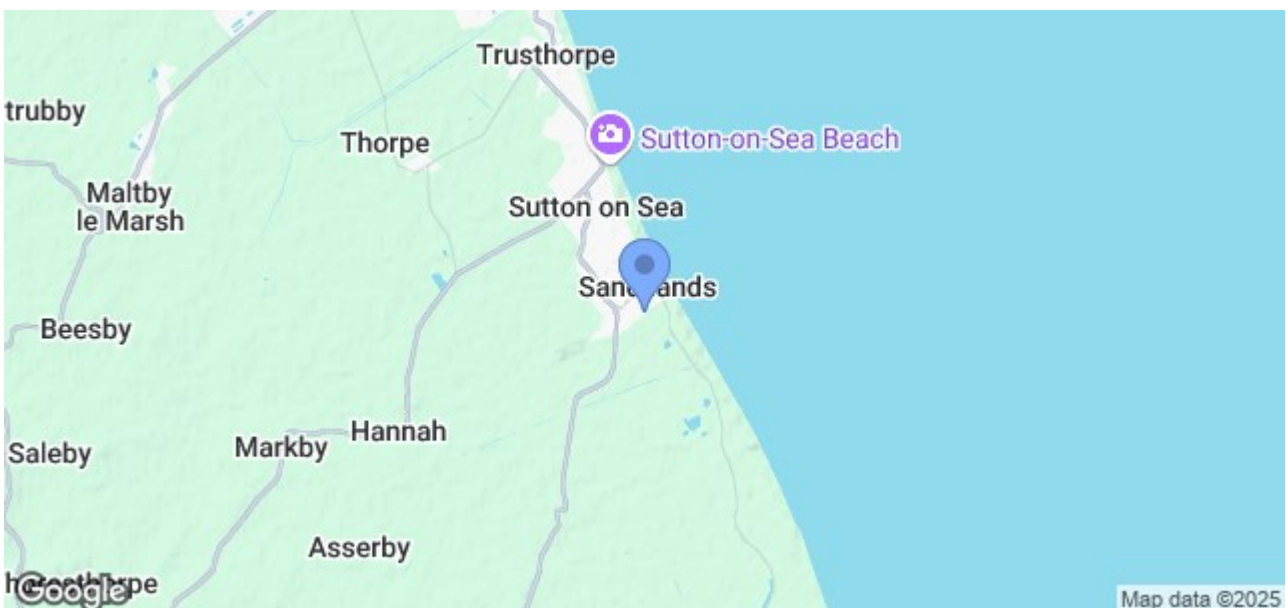 Trusthorpe
trubby
Thorpe
Sutton-on-Sea Beach
Maltby
le Marsh
Sutton on Sea
Beesby
Hannah
Markby
Saleby
Asserby
Google
Map data ©2025